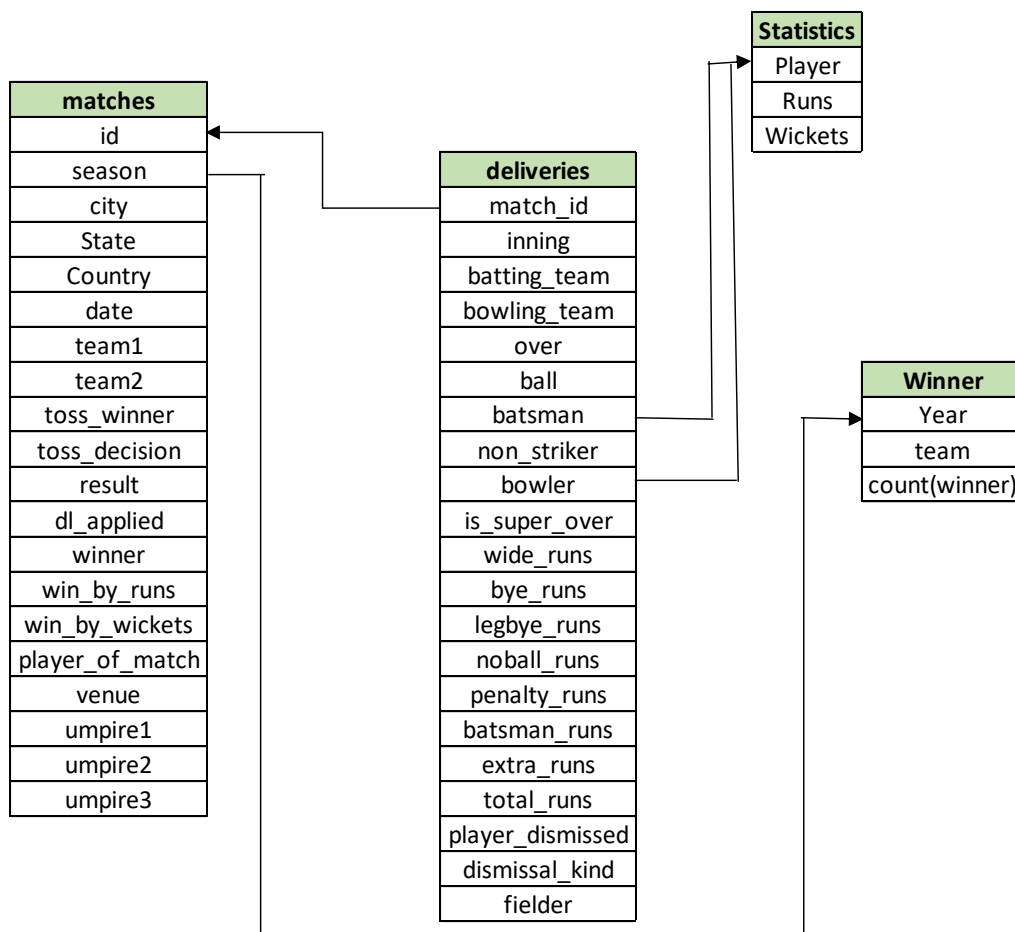 matches
id
season
city
State
Country
date
team1
team2
toss_winner
toss_decision
result
dl_applied
winner
win_by_runs
win_by_wickets
player_of_match
venue
umpire1
umpire2
umpire3
deliveries
match_id
inning
batting_team
bowling_team
over
ball
batsman
non_striker
bowler
is_super_over
wide_runs
bye_runs
legbye_runs
noball_runs
penalty_runs
batsman_runs
extra_runs
total_runs
player_dismissed
dismissal_kind
fielder
Statistics
Player
Runs
Wickets
Winner
Year
team
count(winner)